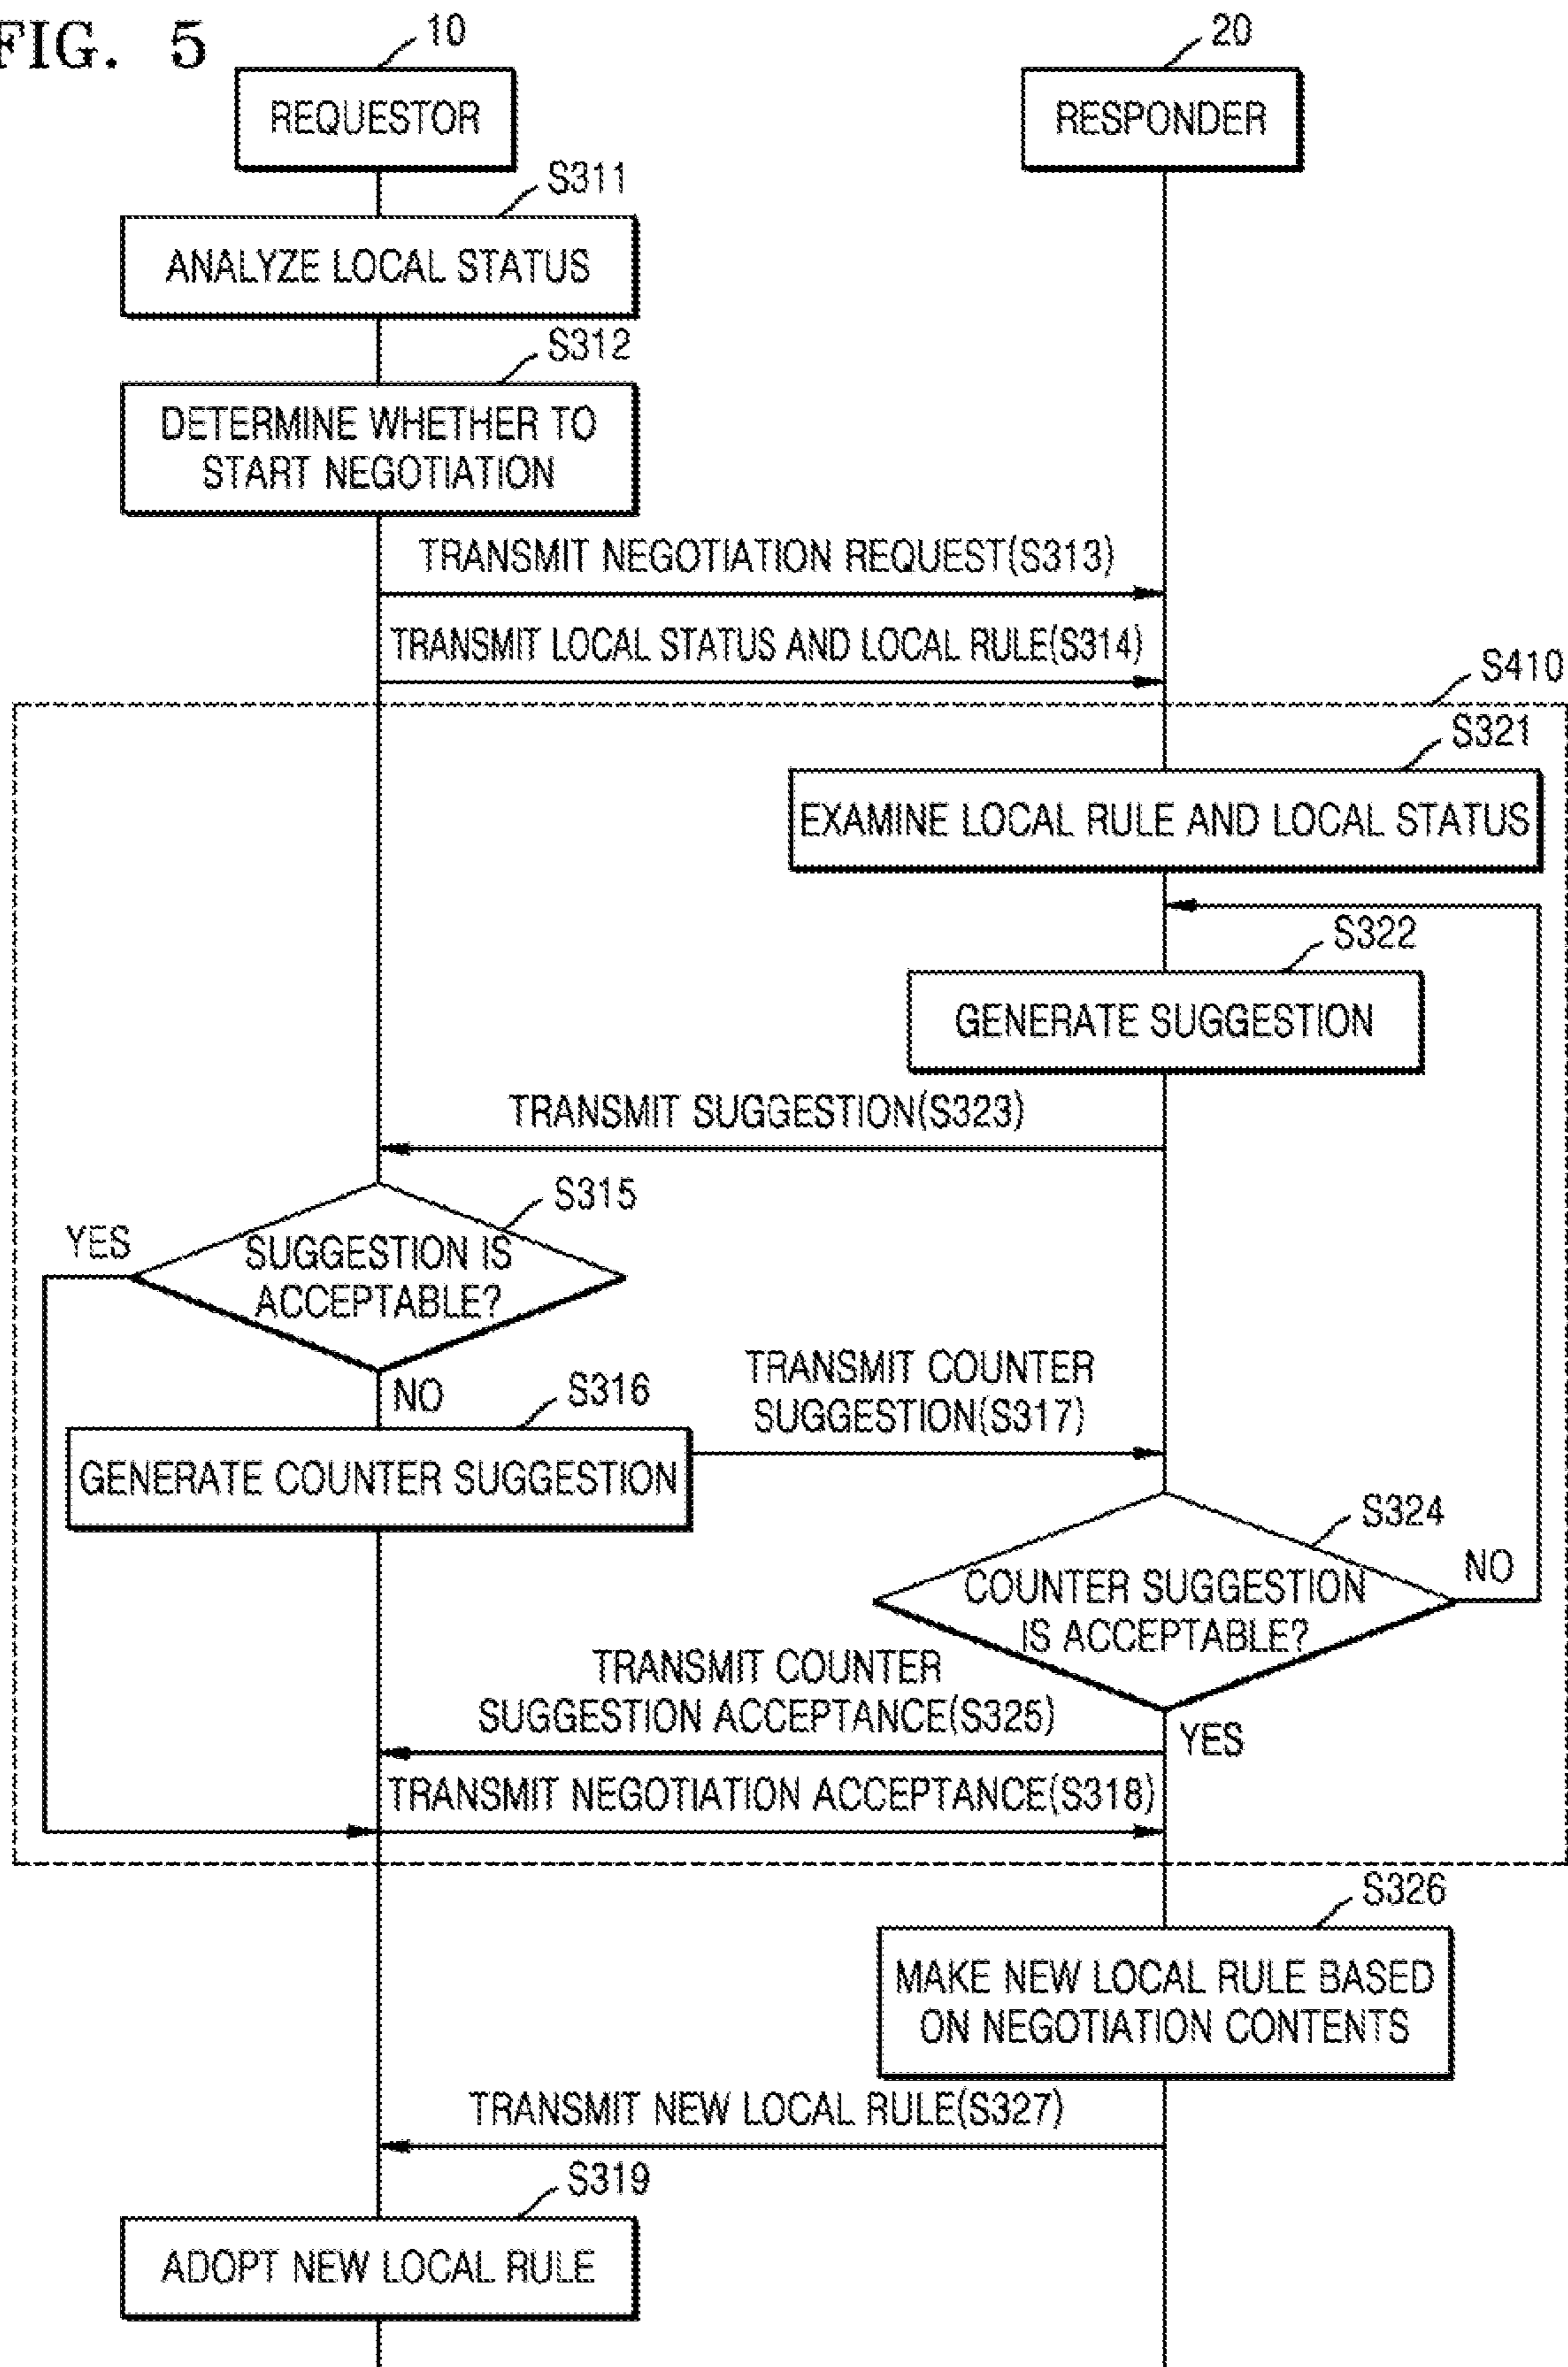 FIG. 5
10
20
REQUESTOR
RESPONDER
S311
ANALYZE LOCAL STATUS
S312
DETERMINE WHETHER TO
START NEGOTIATION
TRANSMIT NEGOTIATION REQUEST(S313)
TRANSMIT LOCAL STATUS AND LOCAL RULE(S314)
S410
S321
EXAMINE LOCAL RULE AND LOCAL STATUS
S322
GENERATE SUGGESTION
TRANSMIT SUGGESTION(S323)
S315
YES
SUGGESTION IS
ACCEPTABLE?
NO
S316
GENERATE COUNTER SUGGESTION
TRANSMIT COUNTER
SUGGESTION(S317)
S324
COUNTER SUGGESTION
IS ACCEPTABLE?
NO
YES
TRANSMIT COUNTER
SUGGESTION ACCEPTANCE(S325)
TRANSMIT NEGOTIATION ACCEPTANCE(S318)
S326
MAKE NEW LOCAL RULE BASED
ON NEGOTIATION CONTENTS
TRANSMIT NEW LOCAL RULE(S327)
S319
ADOPT NEW LOCAL RULE